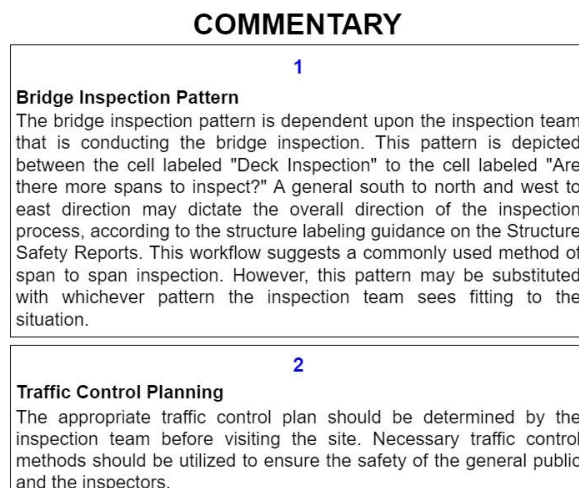 COMMENTARY
1
Bridge Inspection Pattern
The bridge inspection pattern is dependent upon the inspection team
that is conducting the bridge inspection. This pattern is depicted
between the cell labeled "Deck Inspection" to the cell labeled "Are
there more spans to inspect?" A general south to north and west to
east direction may dictate the overall direction of the inspection
process, according to the structure labeling guidance on the Structure
Safety Reports. This workflow suggests a commonly used method of
span to span inspection. However, this pattern may be substituted
with whichever pattern the inspection team sees fitting to the
situation.
2
Traffic Control Planning
The appropriate traffic control plan should be determined by the
inspection team before visiting the site. Necessary traffic control
methods should be utilized to ensure the safety of the general public
and the inspectors.